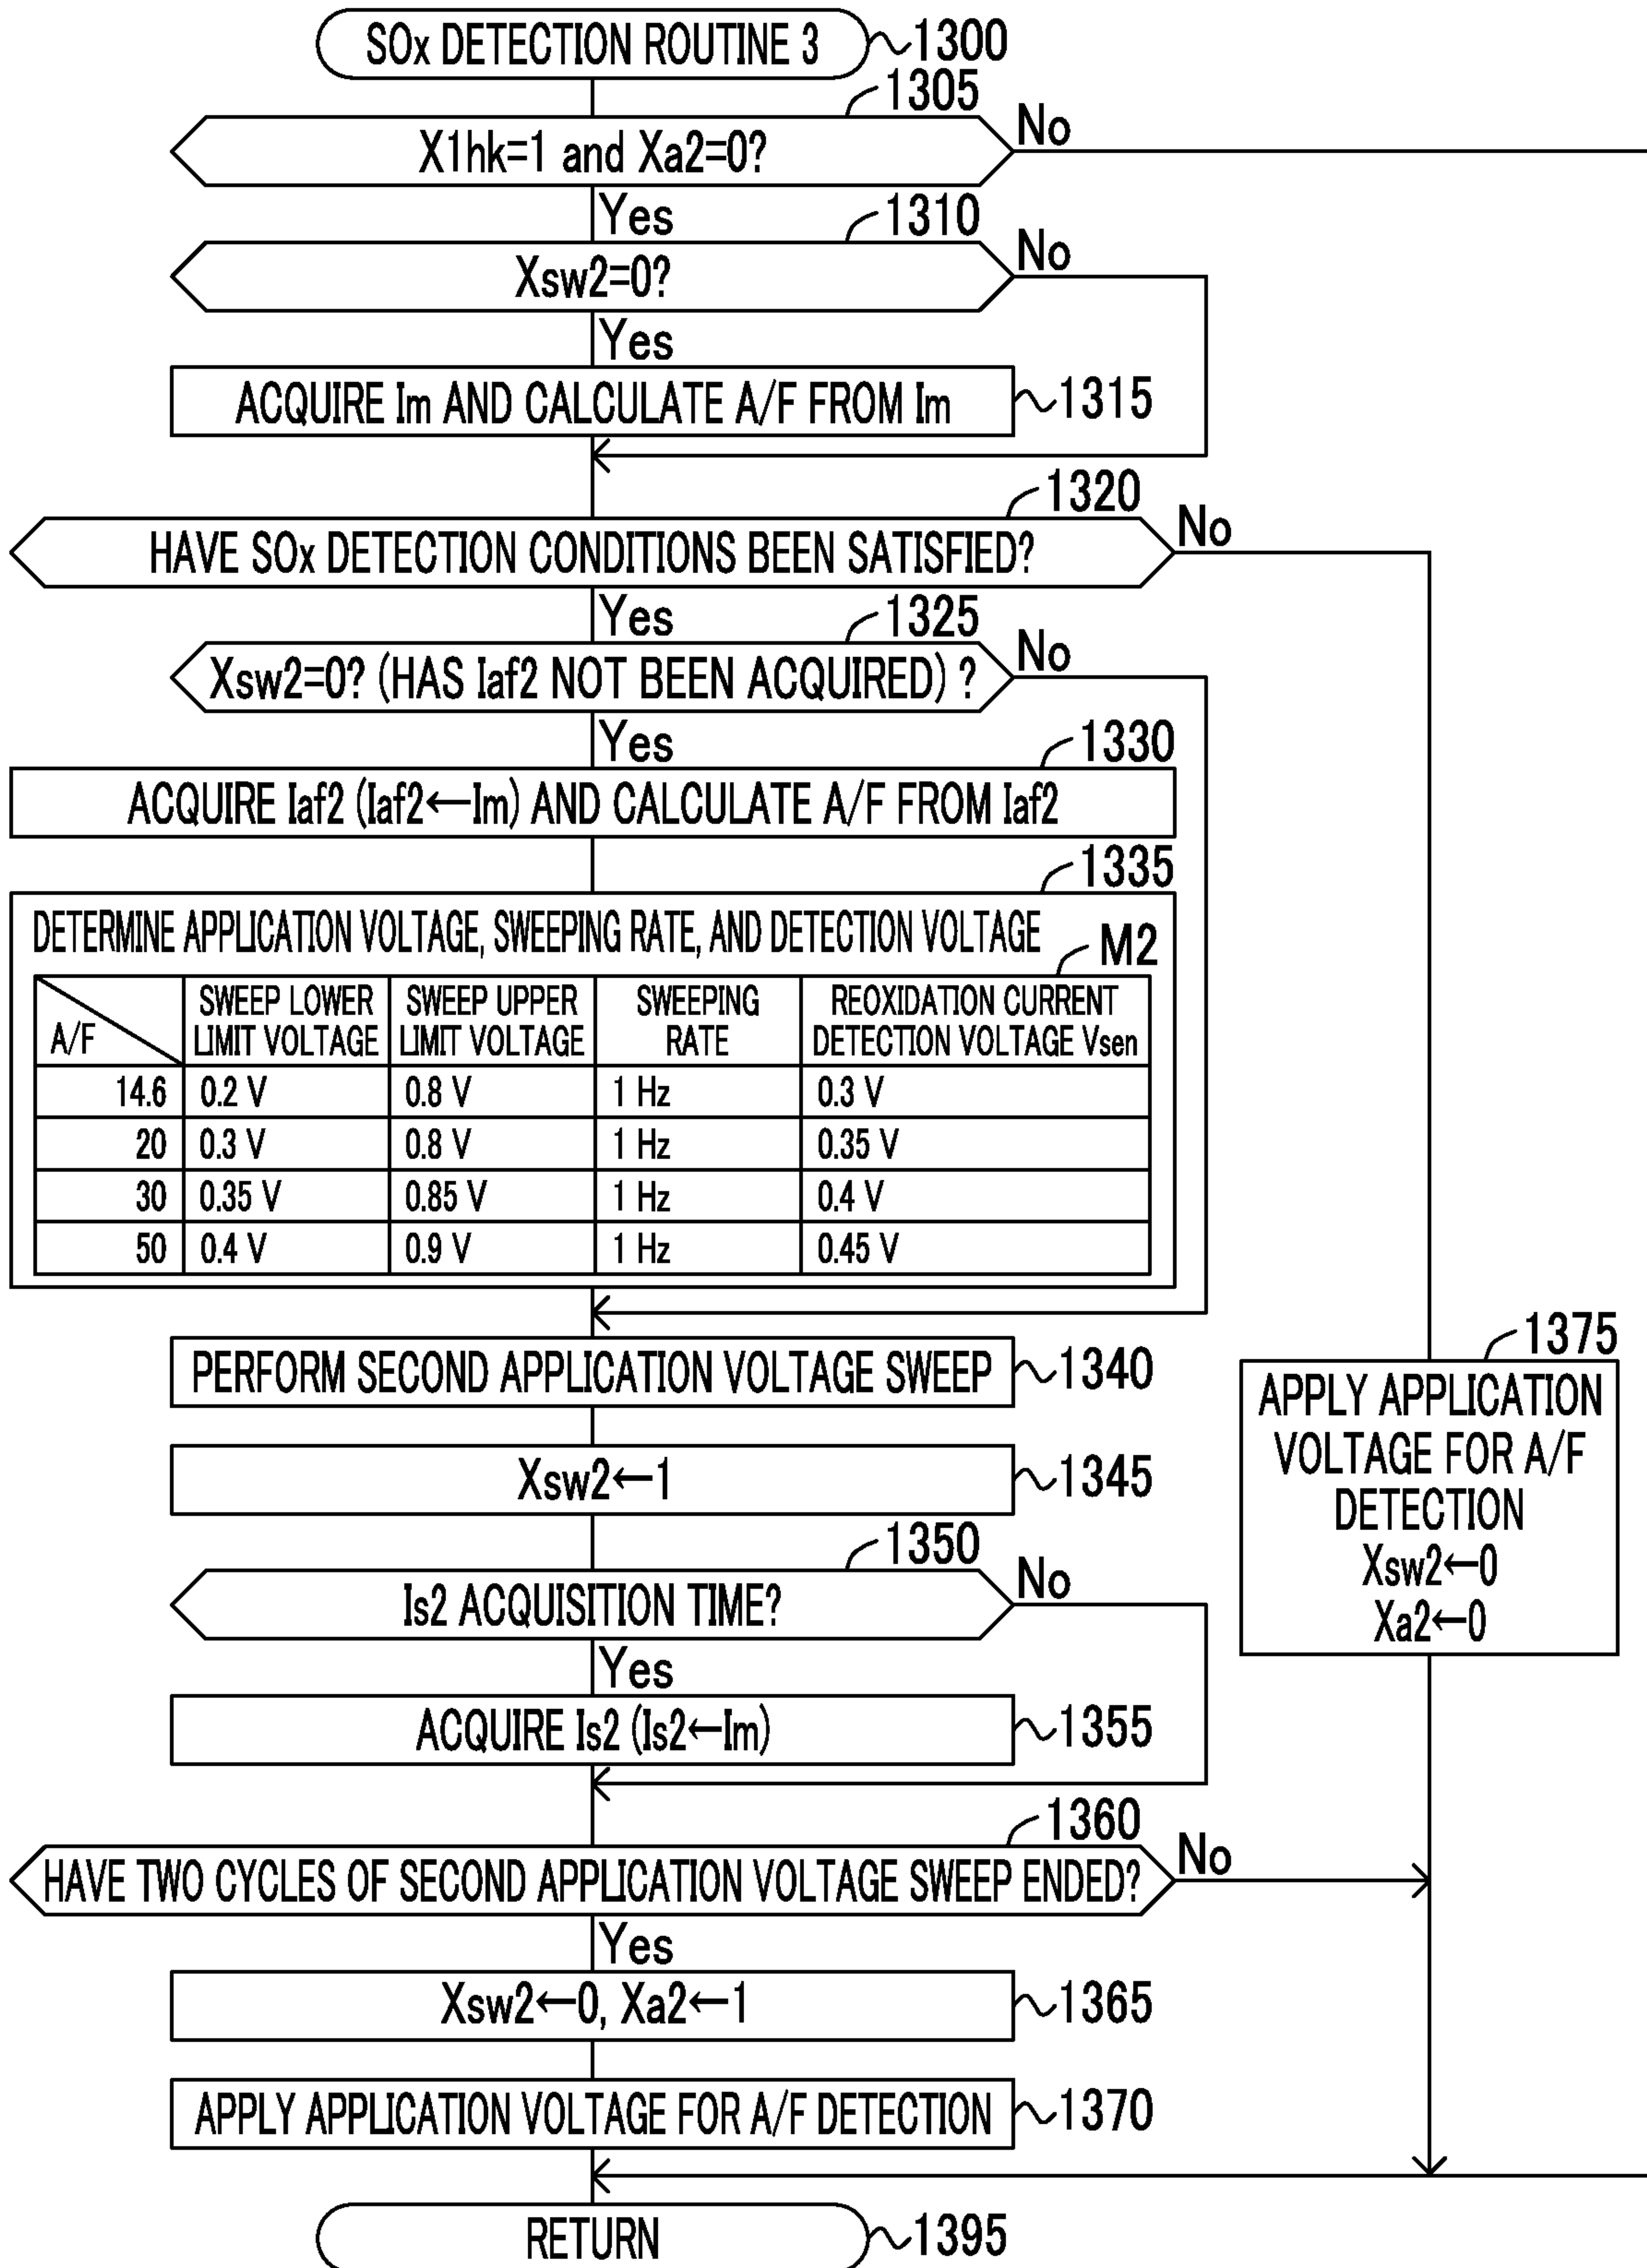 SOx DETECTION ROUTINE 3
1300
1305
X1hk=1 and Xa2=0?
No
Yes
1310
Xsw2=0?
No
Yes
ACQUIRE Im AND CALCULATE A/F FROM Im
1315
1320
HAVE SOx DETECTION CONDITIONS BEEN SATISFIED?
No
Yes
1325
Xsw2=0? (HAS Iaf2 NOT BEEN ACQUIRED) ?
No
Yes
1330
ACQUIRE Iaf2 (Iaf2←Im) AND CALCULATE A/F FROM Iaf2
1335
DETERMINE APPLICATION VOLTAGE, SWEEPING RATE, AND DETECTION VOLTAGE
M2
A/F
SWEEP LOWER
LIMIT VOLTAGE
SWEEP UPPER
LIMIT VOLTAGE
SWEEPING
RATE
REOXIDATION CURRENT
DETECTION VOLTAGE Vsen
14.6 0.2 V 0.8 V 1 Hz 0.3 V
20 0.3 V 0.8 V 1 Hz 0.35 V
30 0.35 V 0.85 V 1 Hz 0.4 V
50 0.4 V 0.9 V 1 Hz 0.45 V
PERFORM SECOND APPLICATION VOLTAGE SWEEP
1340
Xsw2←1
1345
1350
Is2 ACQUISITION TIME?
No
Yes
ACQUIRE Is2 (Is2←Im)
1355
1360
HAVE TWO CYCLES OF SECOND APPLICATION VOLTAGE SWEEP ENDED?
No
Yes
Xsw2←0, Xa2←1
1365
APPLY APPLICATION VOLTAGE FOR A/F DETECTION
1370
1375
APPLY APPLICATION
VOLTAGE FOR A/F
DETECTION
Xsw2←0
Xa2←0
RETURN
1395